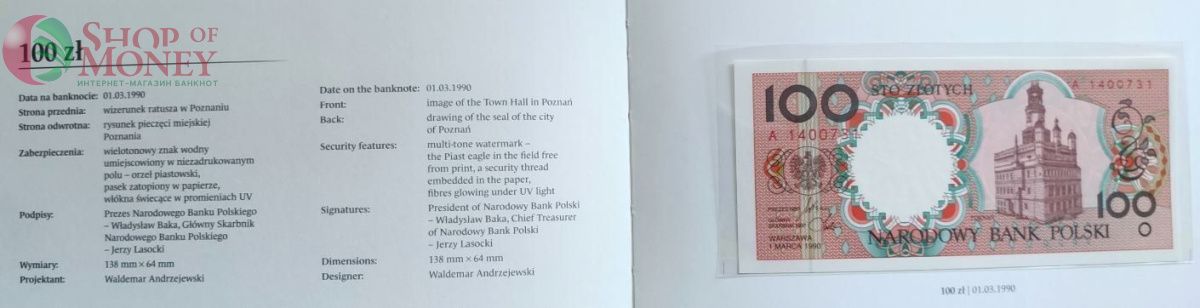 SHOP OF
MONEY
ИНТЕРНЕТ-МАГАЗИН БАНКНОТ
100 zł
Data na banknocie: 01.03.1990
Strona przednia: wizerunek ratusza w Poznaniu
Strona odwrotna: rysunek pieczęci miejskiej
Poznania
Zabezpieczenia: wielotonowy znak wodny
umiejscowiony w niezadrukowanym
polu – orzeł piastowski,
pasek zatopiony w papierze,
włókna świecące w promieniach UV
Podpisy: Prezes Narodowego Banku Polskiego
– Władysław Baka, Główny Skarbnik
Narodowego Banku Polskiego
– Jerzy Lasocki
Wymiary: 138 mm × 64 mm
Projektant: Waldemar Andrzejewski
Date on the banknote: 01.03.1990
Front: image of the Town Hall in Poznań
Back: drawing of the seal of the city
of Poznań
Security features: multi-tone watermark –
the Piast eagle in the field free
from print, a security thread
embedded in the paper,
fibres glowing under UV light
Signatures: President of Narodowy Bank Polski
– Władysław Baka, Chief Treasurer
of Narodowy Bank Polski
– Jerzy Lasocki
Dimensions: 138 mm × 64 mm
Designer: Waldemar Andrzejewski
100
STO ZŁOTYCH
A 1400731
A 1400731
POZNAŃ
100
WARSZAWA
1 MARCA 1990
NARODOWY BANK POLSKI
A
100 zł | 01.03.1990